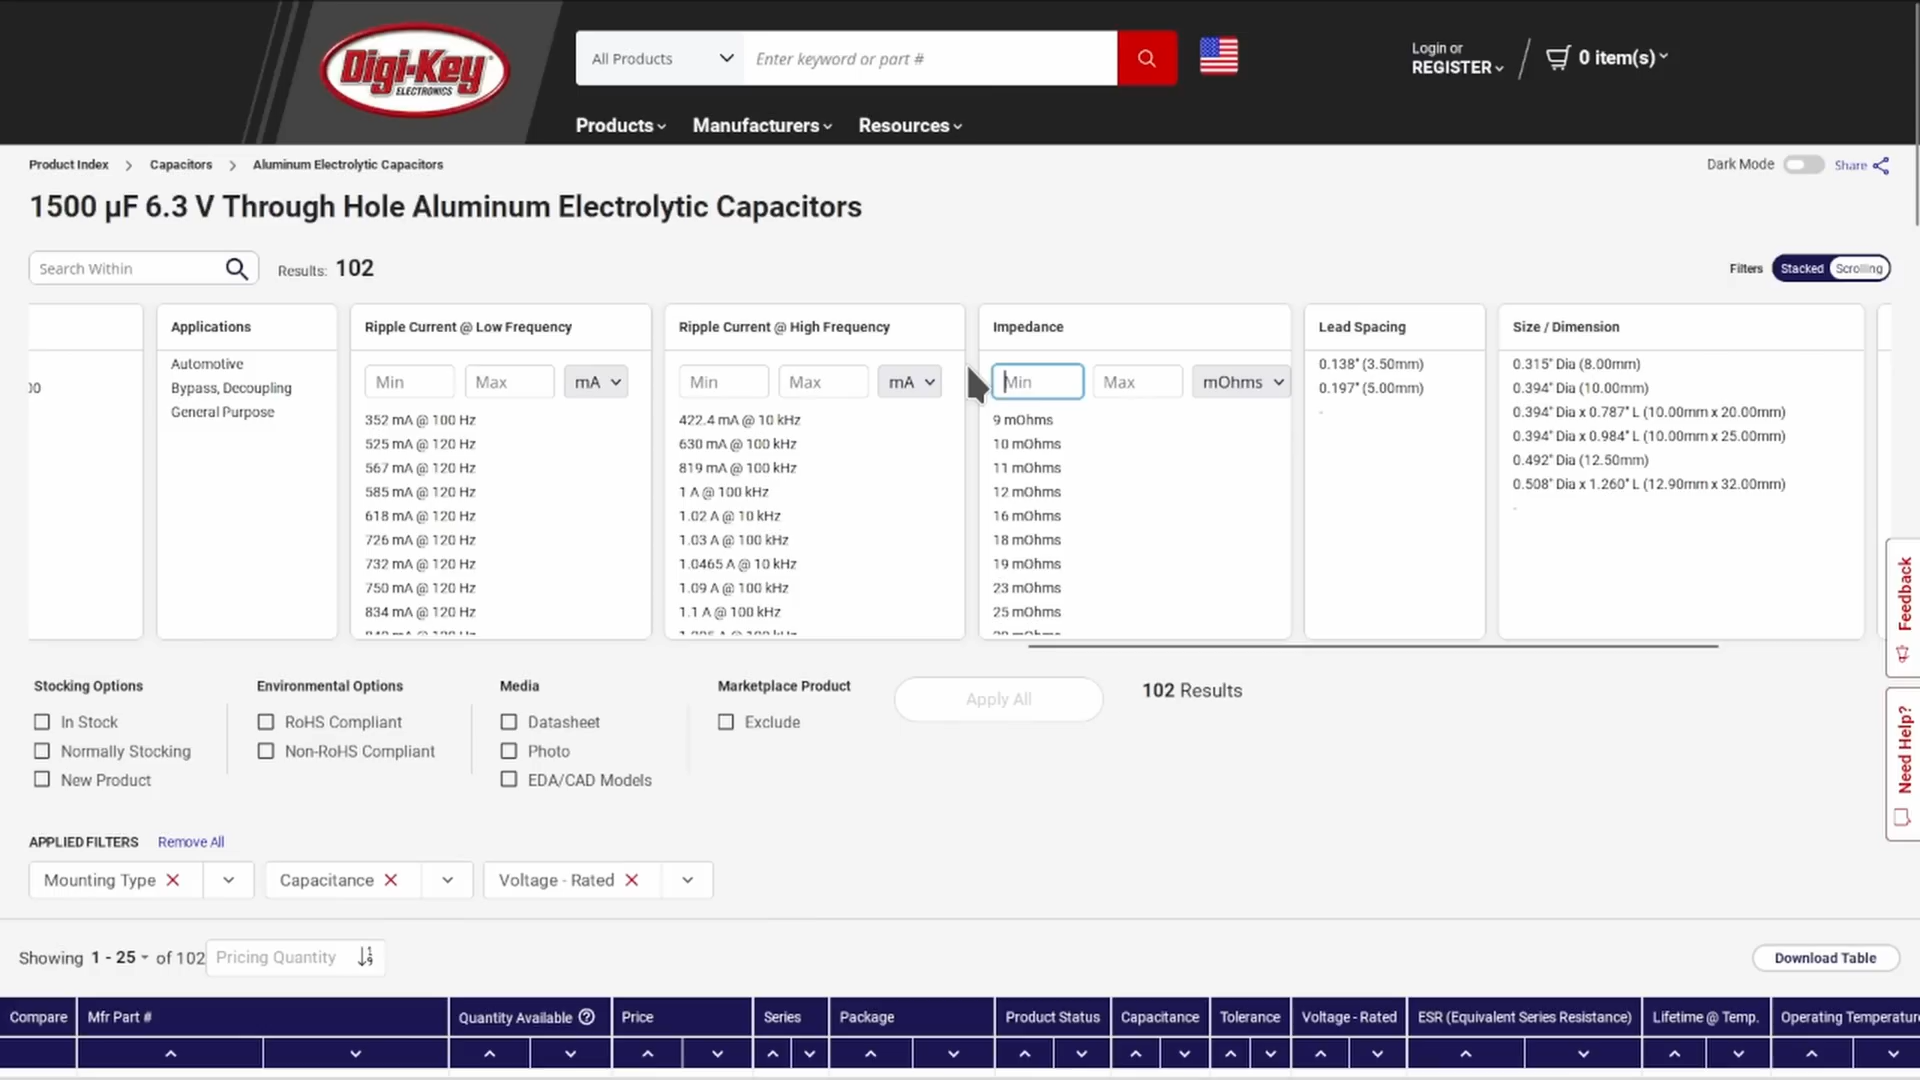 Digi-Key
ELECTRONICS
All Products
Enter keyword or part #
Login or
REGISTER
0 item(s)
Products
Manufacturers
Resources
Product Index > Capacitors > Aluminum Electrolytic Capacitors
Dark Mode
Share
1500 µF 6.3 V Through Hole Aluminum Electrolytic Capacitors
Search Within
Results: 102
Filters
Stacked
Scrolling
00
Applications
Automotive
Bypass, Decoupling
General Purpose
Ripple Current @ Low Frequency
Min
Max
mA
352 mA @ 100 Hz
525 mA @ 120 Hz
567 mA @ 120 Hz
585 mA @ 120 Hz
618 mA @ 120 Hz
726 mA @ 120 Hz
732 mA @ 120 Hz
750 mA @ 120 Hz
834 mA @ 120 Hz
Ripple Current @ High Frequency
Min
Max
mA
422.4 mA @ 10 kHz
630 mA @ 100 kHz
819 mA @ 100 kHz
1 A @ 100 kHz
1.02 A @ 10 kHz
1.03 A @ 100 kHz
1.0465 A @ 10 kHz
1.09 A @ 100 kHz
1.1 A @ 100 kHz
Impedance
Min
Max
mOhms
9 mOhms
10 mOhms
11 mOhms
12 mOhms
16 mOhms
18 mOhms
19 mOhms
23 mOhms
25 mOhms
Lead Spacing
0.138" (3.50mm)
0.197" (5.00mm)
-
Size / Dimension
0.315" Dia (8.00mm)
0.394" Dia (10.00mm)
0.394" Dia x 0.787" L (10.00mm x 20.00mm)
0.394" Dia x 0.984" L (10.00mm x 25.00mm)
0.492" Dia (12.50mm)
0.508" Dia x 1.260" L (12.90mm x 32.00mm)
-
Feedback
Need Help?
Stocking Options
In Stock
Normally Stocking
New Product
Environmental Options
RoHS Compliant
Non-RoHS Compliant
Media
Datasheet
Photo
EDA/CAD Models
Marketplace Product
Exclude
Apply All
102 Results
APPLIED FILTERS
Remove All
Mounting Type
Capacitance
Voltage - Rated
Showing 1 - 25 of 102
Pricing Quantity
Download Table
Compare
Mfr Part #
Quantity Available
Price
Series
Package
Product Status
Capacitance
Tolerance
Voltage - Rated
ESR (Equivalent Series Resistance)
Lifetime @ Temp.
Operating Temperature